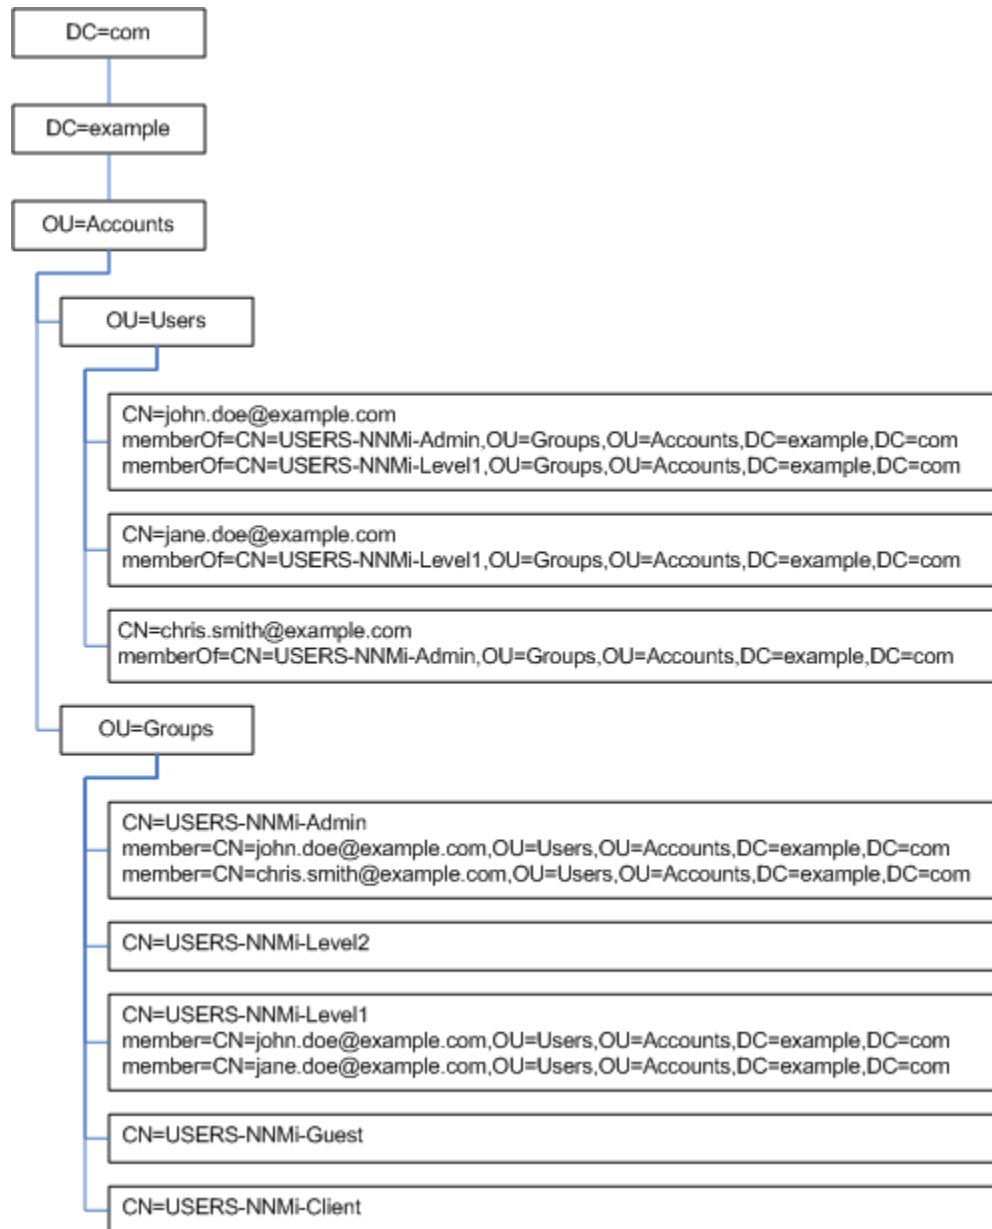 DC=com
DC=example
OU=Accounts
OU=Users
CN=john.doe@example.com
memberOf=CN=USERS-NNMi-Admin,OU=Groups,OU=Accounts,DC=example,DC=com
memberOf=CN=USERS-NNMi-Level1,OU=Groups,OU=Accounts,DC=example,DC=com
CN=jane.doe@example.com
memberOf=CN=USERS-NNMi-Level1,OU=Groups,OU=Accounts,DC=example,DC=com
CN=chris.smith@example.com
memberOf=CN=USERS-NNMi-Admin,OU=Groups,OU=Accounts,DC=example,DC=com
OU=Groups
CN=USERS-NNMi-Admin
member=CN=john.doe@example.com,OU=Users,OU=Accounts,DC=example,DC=com
member=CN=chris.smith@example.com,OU=Users,OU=Accounts,DC=example,DC=com
CN=USERS-NNMi-Level2
CN=USERS-NNMi-Level1
member=CN=john.doe@example.com,OU=Users,OU=Accounts,DC=example,DC=com
member=CN=jane.doe@example.com,OU=Users,OU=Accounts,DC=example,DC=com
CN=USERS-NNMi-Guest
CN=USERS-NNMi-Client